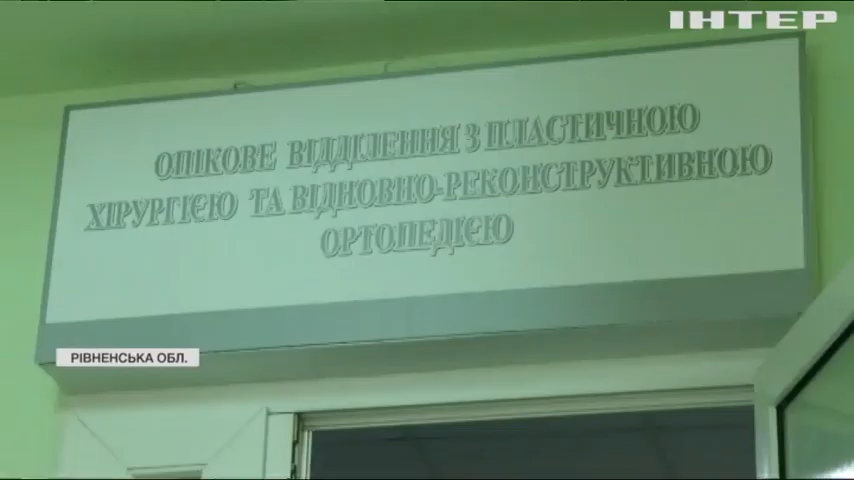 ІНТЕР
ОПІКОВЕ ВІДДІЛЕННЯ З ПЛАСТИЧНОЮ
ХІРУРГІЄЮ ТА ВІДНОВНО-РЕКОНСТРУКТИВНОЮ
ОРТОПЕДІЄЮ
РІВНЕНСЬКА ОБЛ.